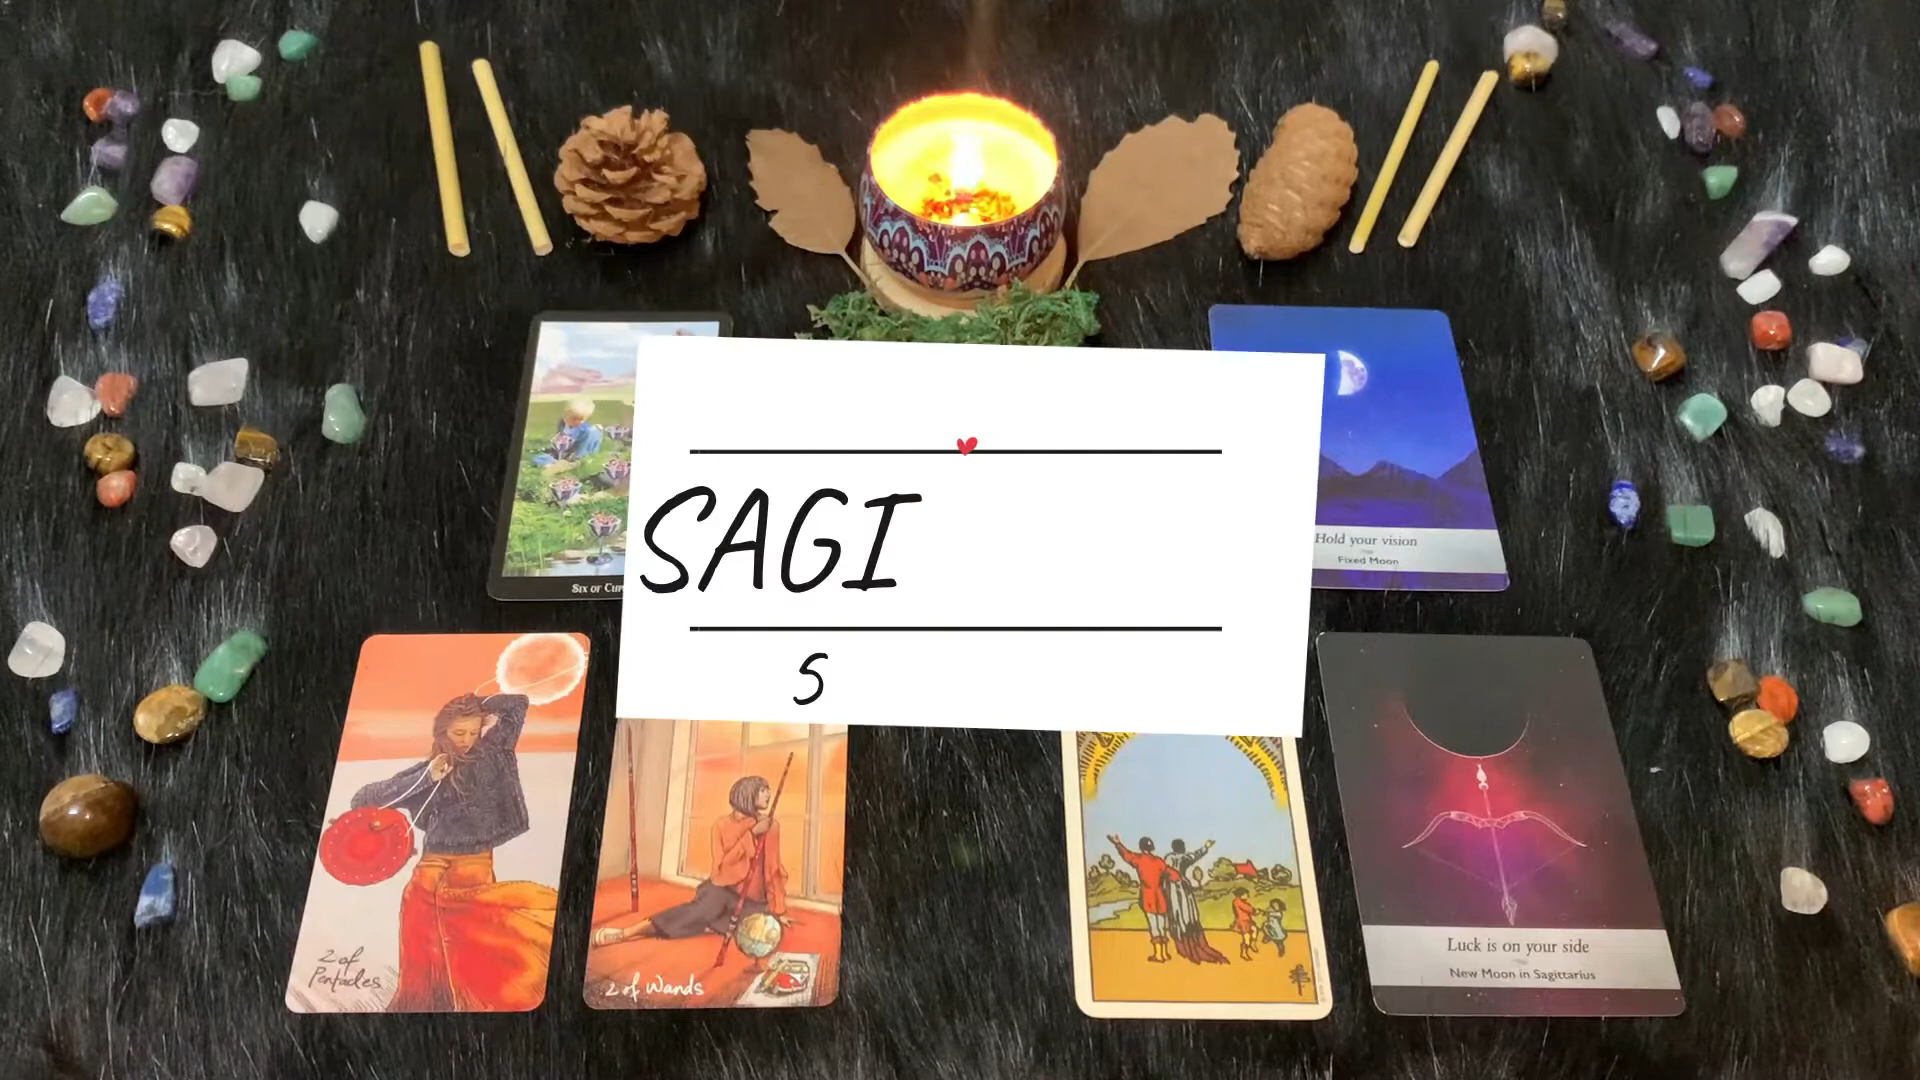 Hold your vision
Fixed Moon
SIX OF CUP
SAGI
S
2 of
Pentacles
2 of Wands
Luck is on your side
New Moon in Sagittarius